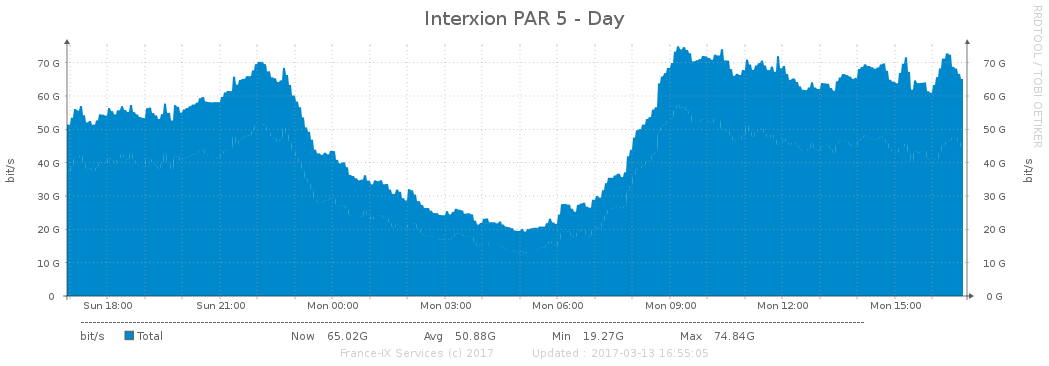 Interxion PAR 5 - Day
RRDTOOL / TOBI OETIKER
bit/s
70 G 70 G
60 G 60 G
50 G 50 G
40 G 40 G
30 G 30 G
20 G 20 G
10 G 10 G
0 0 G
bit/s
Sun 18:00 Sun 21:00 Mon 00:00 Mon 03:00 Mon 06:00 Mon 09:00 Mon 12:00 Mon 15:00
bit/s Total Now 65.02G Avg 50.88G Min 19.27G Max 74.84G
France-IX Services (c) 2017 Updated : 2017-03-13 16:55:05